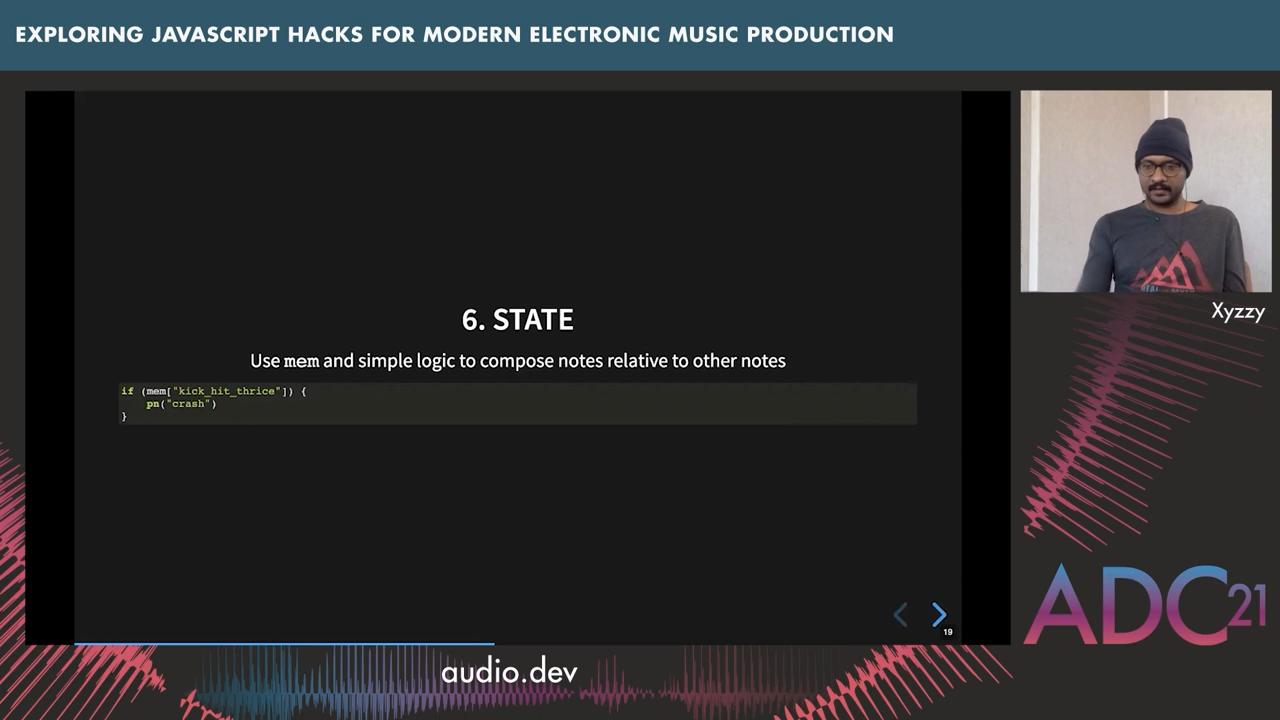 EXPLORING JAVASCRIPT HACKS FOR MODERN ELECTRONIC MUSIC PRODUCTION
6. STATE
Use mem and simple logic to compose notes relative to other notes
if (mem["kick_hit_thrice"]) {
    pn("crash")
}
19
Xyzzy
ADC21
audio.dev